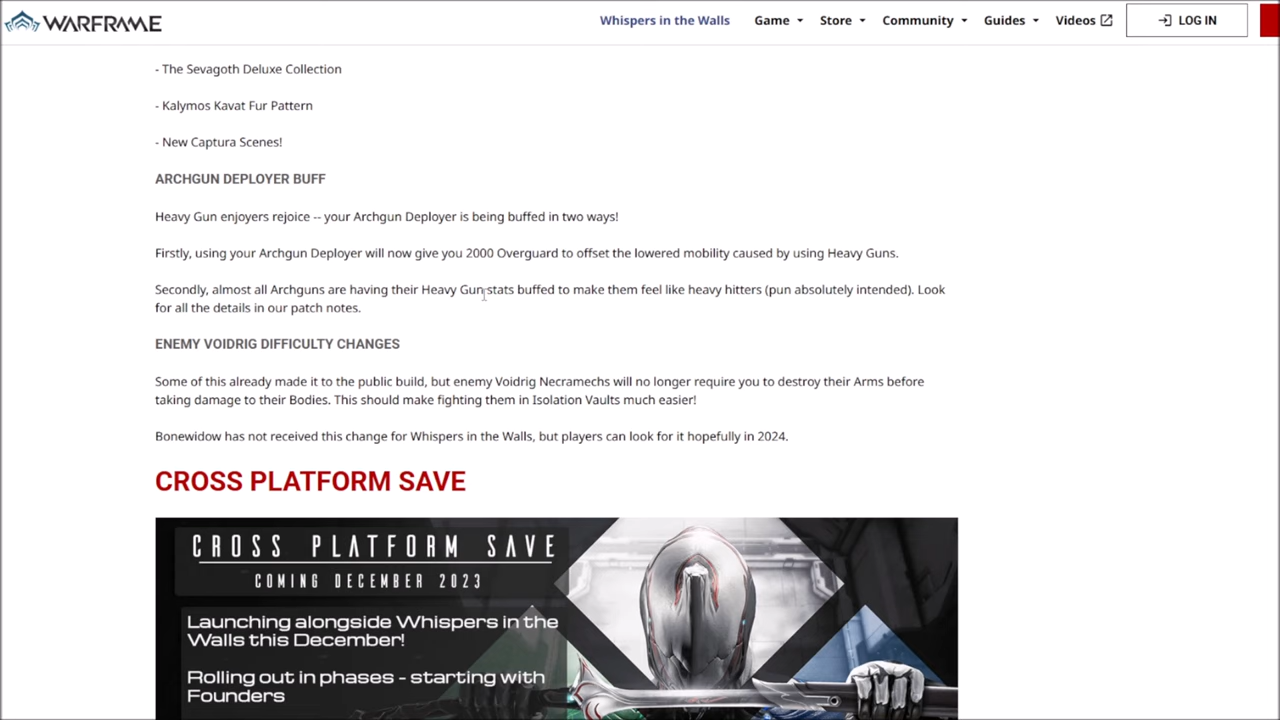 WARFRAME
Whispers in the Walls
Game
Store
Community
Guides
Videos
LOG IN
- The Sevagoth Deluxe Collection
- Kalymos Kavat Fur Pattern
- New Captura Scenes!
ARCHGUN DEPLOYER BUFF
Heavy Gun enjoyers rejoice -- your Archgun Deployer is being buffed in two ways!
Firstly, using your Archgun Deployer will now give you 2000 Overguard to offset the lowered mobility caused by using Heavy Guns.
Secondly, almost all Archguns are having their Heavy Gun stats buffed to make them feel like heavy hitters (pun absolutely intended). Look
for all the details in our patch notes.
ENEMY VOIDRIG DIFFICULTY CHANGES
Some of this already made it to the public build, but enemy Voidrig Necramechs will no longer require you to destroy their Arms before
taking damage to their Bodies. This should make fighting them in Isolation Vaults much easier!
Bonewidow has not received this change for Whispers in the Walls, but players can look for it hopefully in 2024.
CROSS PLATFORM SAVE
CROSS PLATFORM SAVE
COMING DECEMBER 2023
Launching alongside Whispers in the
Walls this December!
Rolling out in phases - starting with
Founders